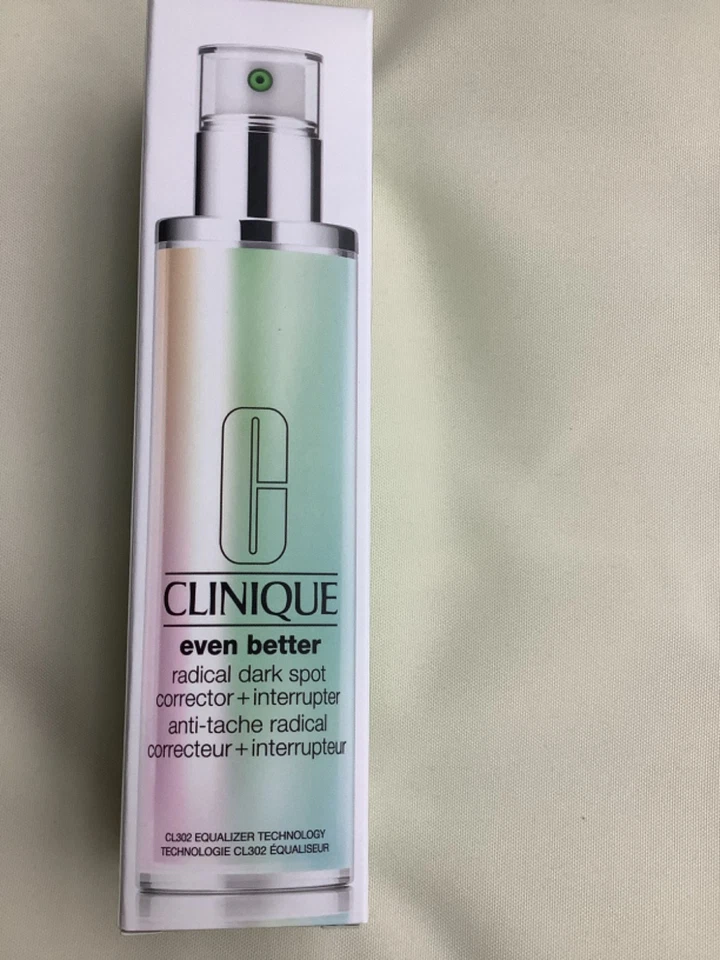 C
CLINIQUE
even better
radical dark spot
corrector + interrupter
anti-tache radical
correcteur + interrupteur
CL302 EQUALIZER TECHNOLOGY
TECHNOLOGIE CL302 ÉQUALISEUR